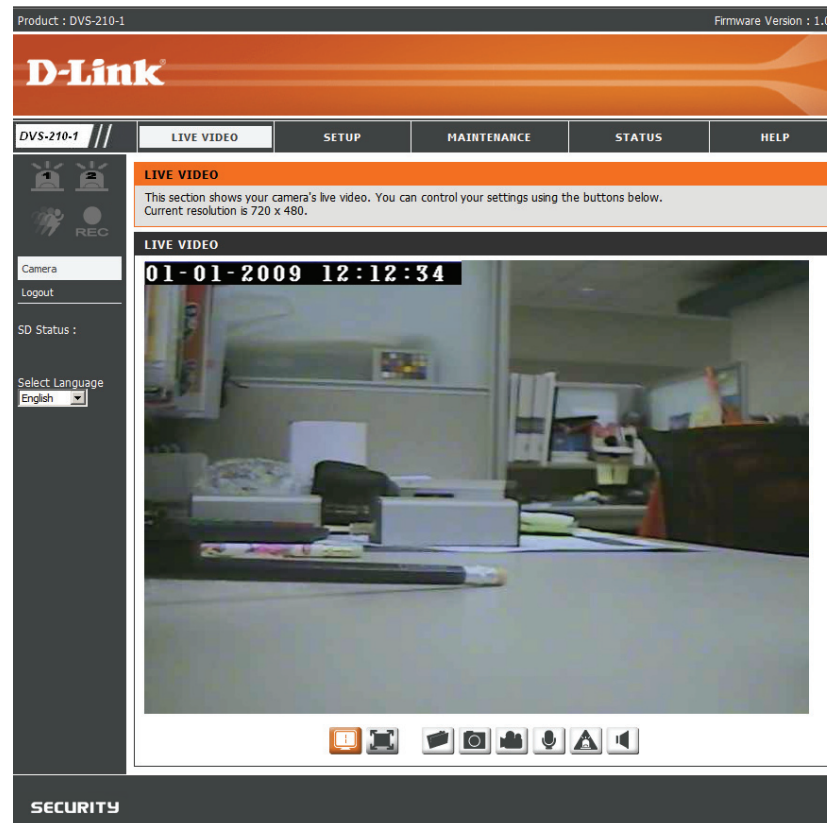 Product : DVS-210-1 Firmware Version : 1.0
D-Link
DVS-210-1 // LIVE VIDEO SETUP MAINTENANCE STATUS HELP
1 2
REC
Camera
Logout
SD Status :
Select Language
English
LIVE VIDEO
This section shows your camera's live video. You can control your settings using the buttons below.
Current resolution is 720 x 480.
LIVE VIDEO
01-01-2009 12:12:34
1
SECURITY